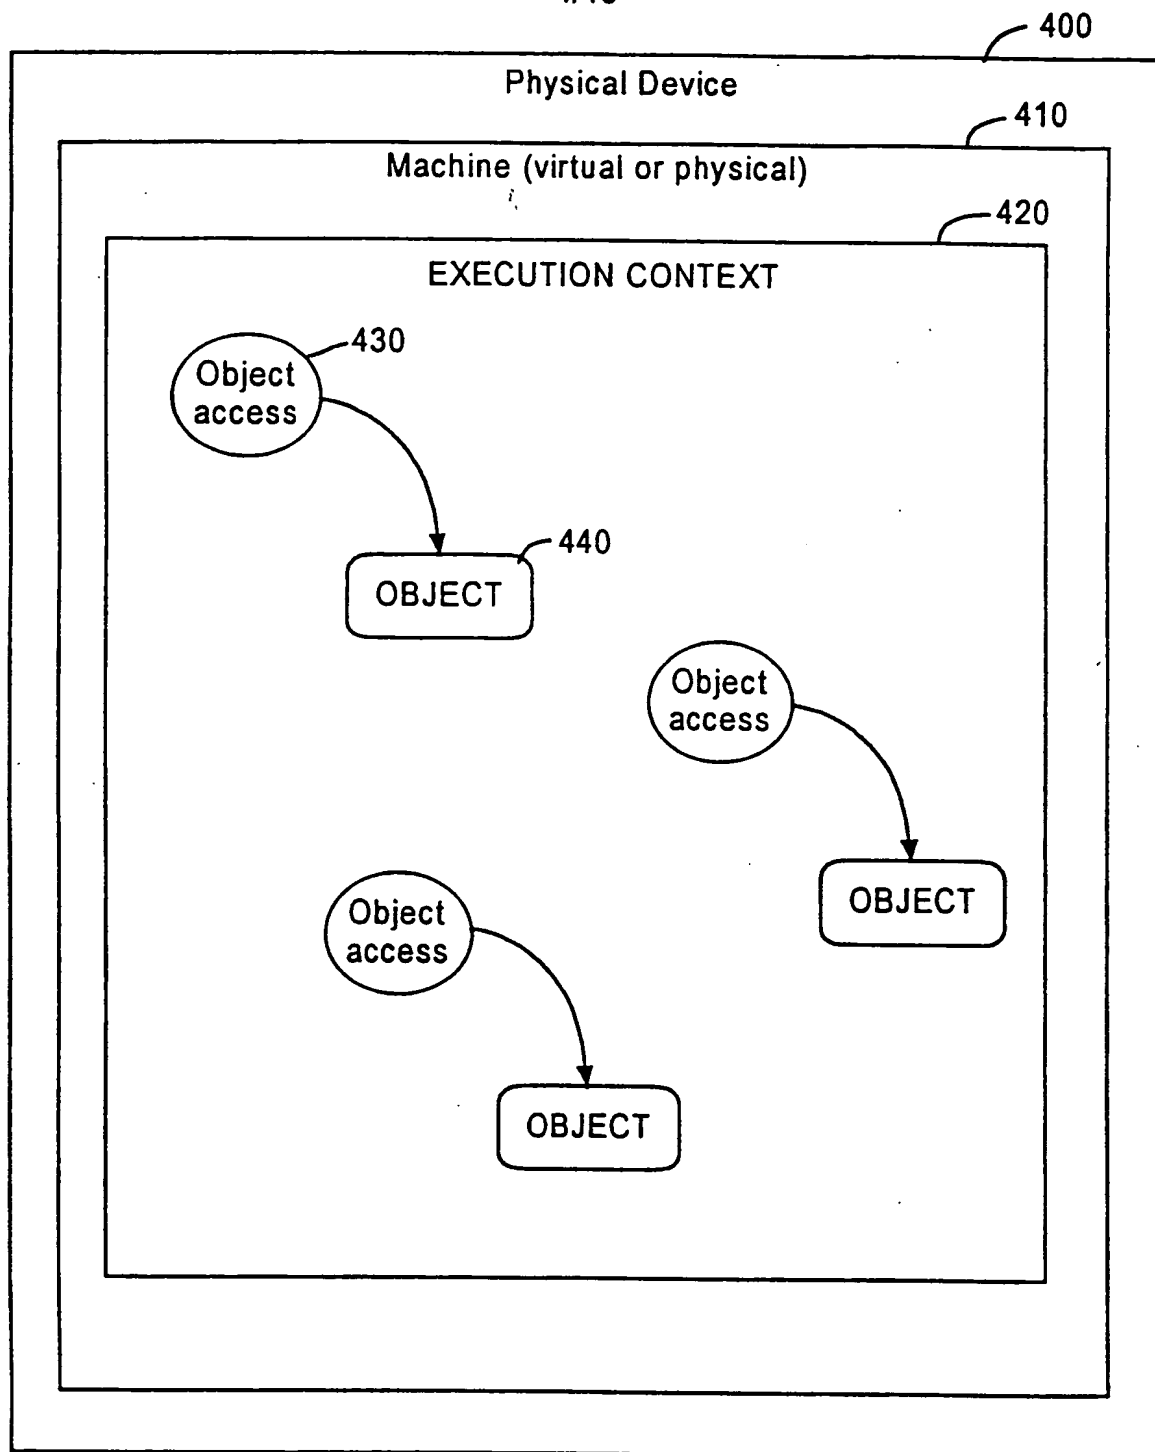 400
Physical Device
410
Machine (virtual or physical)
420
EXECUTION CONTEXT
430
Object
access
440
OBJECT
Object
access
OBJECT
Object
access
OBJECT